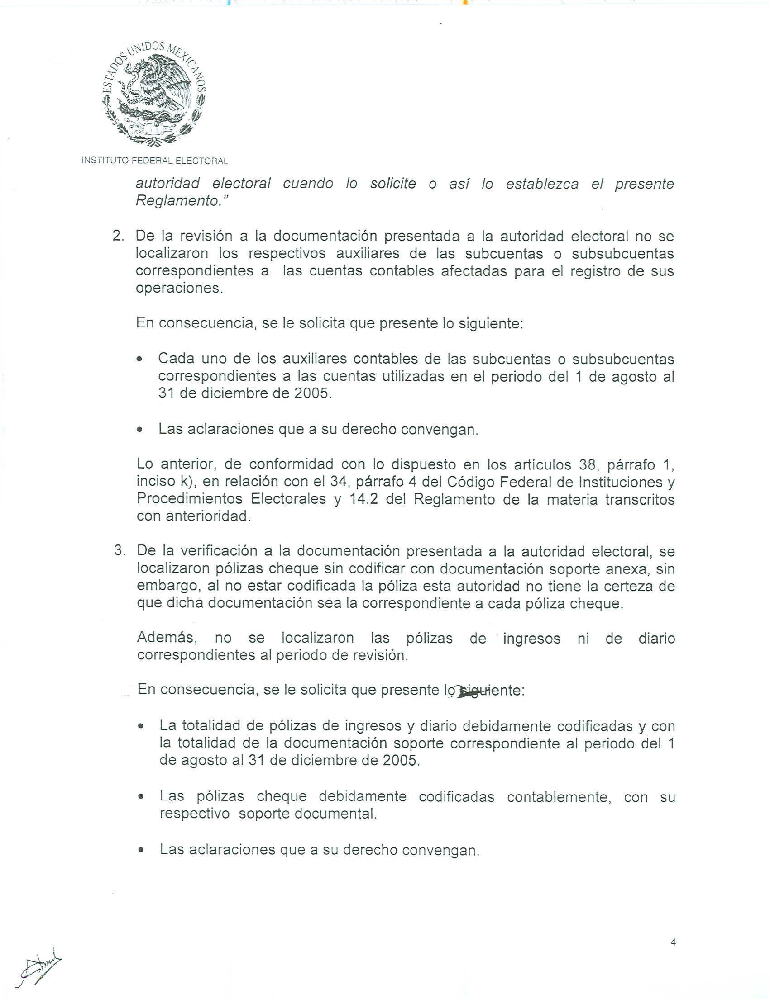 ESTADOS UNIDOS MEXICANOS
INSTITUTO FEDERAL ELECTORAL
autoridad electoral cuando lo solicite o así lo establezca el presente
Reglamento."
2. De la revisión a la documentación presentada a la autoridad electoral no se
localizaron los respectivos auxiliares de las subcuentas o subsubcuentas
correspondientes a las cuentas contables afectadas para el registro de sus
operaciones.
En consecuencia, se le solicita que presente lo siguiente:
• Cada uno de los auxiliares contables de las subcuentas o subsubcuentas
correspondientes a las cuentas utilizadas en el periodo del 1 de agosto al
31 de diciembre de 2005.
• Las aclaraciones que a su derecho convengan.
Lo anterior, de conformidad con lo dispuesto en los artículos 38, párrafo 1,
inciso k), en relación con el 34, párrafo 4 del Código Federal de Instituciones y
Procedimientos Electorales y 14.2 del Reglamento de la materia transcritos
con anterioridad.
3. De la verificación a la documentación presentada a la autoridad electoral, se
localizaron pólizas cheque sin codificar con documentación soporte anexa, sin
embargo, al no estar codificada la póliza esta autoridad no tiene la certeza de
que dicha documentación sea la correspondiente a cada póliza cheque.
Además, no se localizaron las pólizas de ingresos ni de diario
correspondientes al periodo de revisión.
En consecuencia, se le solicita que presente lo siguiente:
• La totalidad de pólizas de ingresos y diario debidamente codificadas y con
la totalidad de la documentación soporte correspondiente al periodo del 1
de agosto al 31 de diciembre de 2005.
• Las pólizas cheque debidamente codificadas contablemente, con su
respectivo soporte documental.
• Las aclaraciones que a su derecho convengan.
4